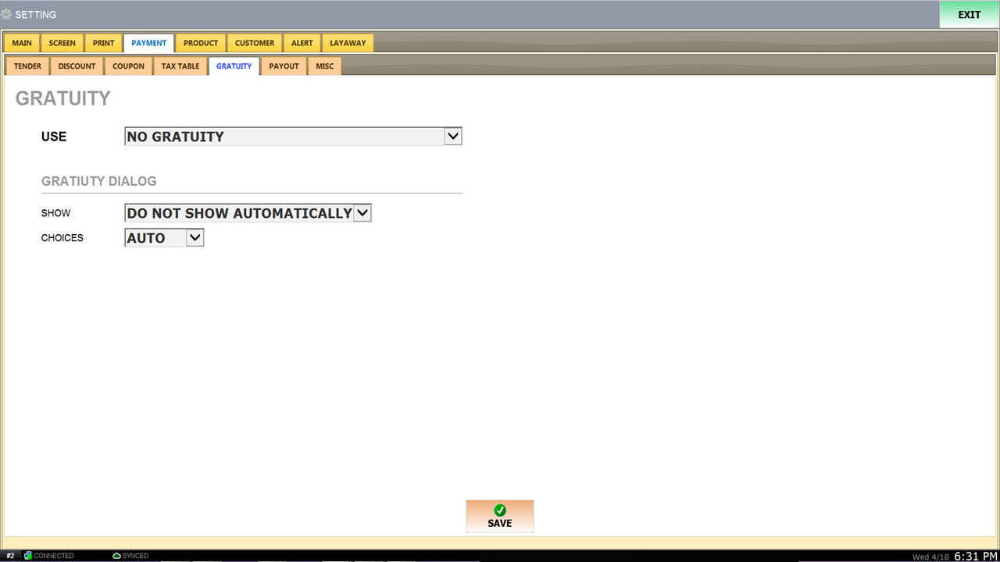 SETTING
EXIT
MAIN SCREEN PRINT PAYMENT PRODUCT CUSTOMER ALERT LAYAWAY
TENDER DISCOUNT COUPON TAX TABLE GRATUITY PAYOUT MISC
GRATUITY
USE NO GRATUITY
GRATIUTY DIALOG
SHOW DO NOT SHOW AUTOMATICALLY
CHOICES AUTO
SAVE
#2 CONNECTED SYNCED Wed 4/18 6:31 PM